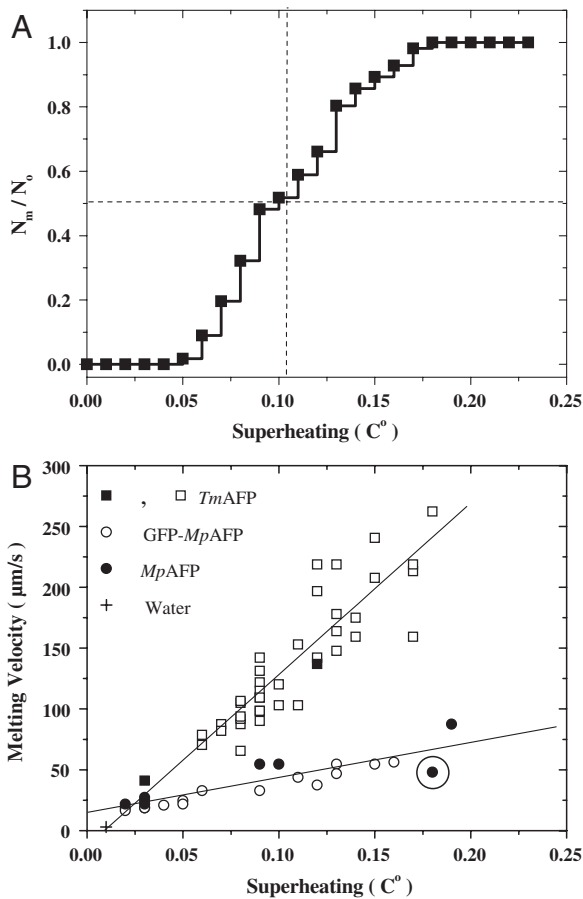 A
1.0
0.8
0.6
0.4
0.2
0.0
Nm / No
0.00 0.05 0.10 0.15 0.20 0.25
Superheating ( Cº )
B
300
250
200
150
100
50
0
Melting Velocity ( μm/s )
, TmAFP
GFP-MpAFP
MpAFP
Water
0.00 0.05 0.10 0.15 0.20 0.25
Superheating ( Cº )